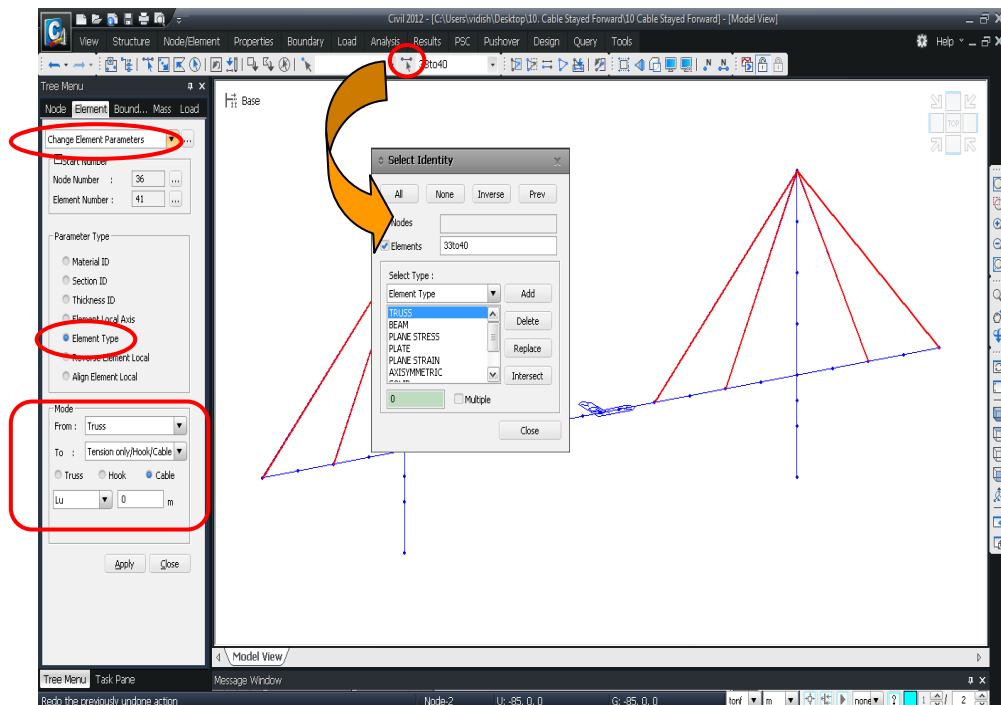 Civil 2012 - [C:\Users\vidish\Desktop\10. Cable Stayed Forward\10 Cable Stayed Forward] - [Model View]
View Structure Node/Element Properties Boundary Load Analysis Results PSC Pushover Design Query Tools Help
33to40
Tree Menu
Node Element Bound... Mass Load
Change Element Parameters
Start Number
Node Number : 36
Element Number : 41
Parameter Type
Material ID
Section ID
Thickness ID
Element Local Axis
Element Type
Reverse Element Local
Align Element Local
Mode
From : Truss
To : Tension only/Hook/Cable
Truss Hook Cable
Lu 0 m
Apply Close
Base
TOP
Select Identity
All None Inverse Prev
Nodes
Elements 33to40
Select Type :
Element Type Add
TRUSS
BEAM
Delete
PLANE STRESS
PLATE
Replace
PLANE STRAIN
AXISYMMETRIC
Intersect
0 Multiple
Close
Model View
Tree Menu Task Pane
Message Window
Redo the previously undone action
Node-2 U: -85, 0, 0 G: -85, 0, 0 tonf m none ? 1 / 2